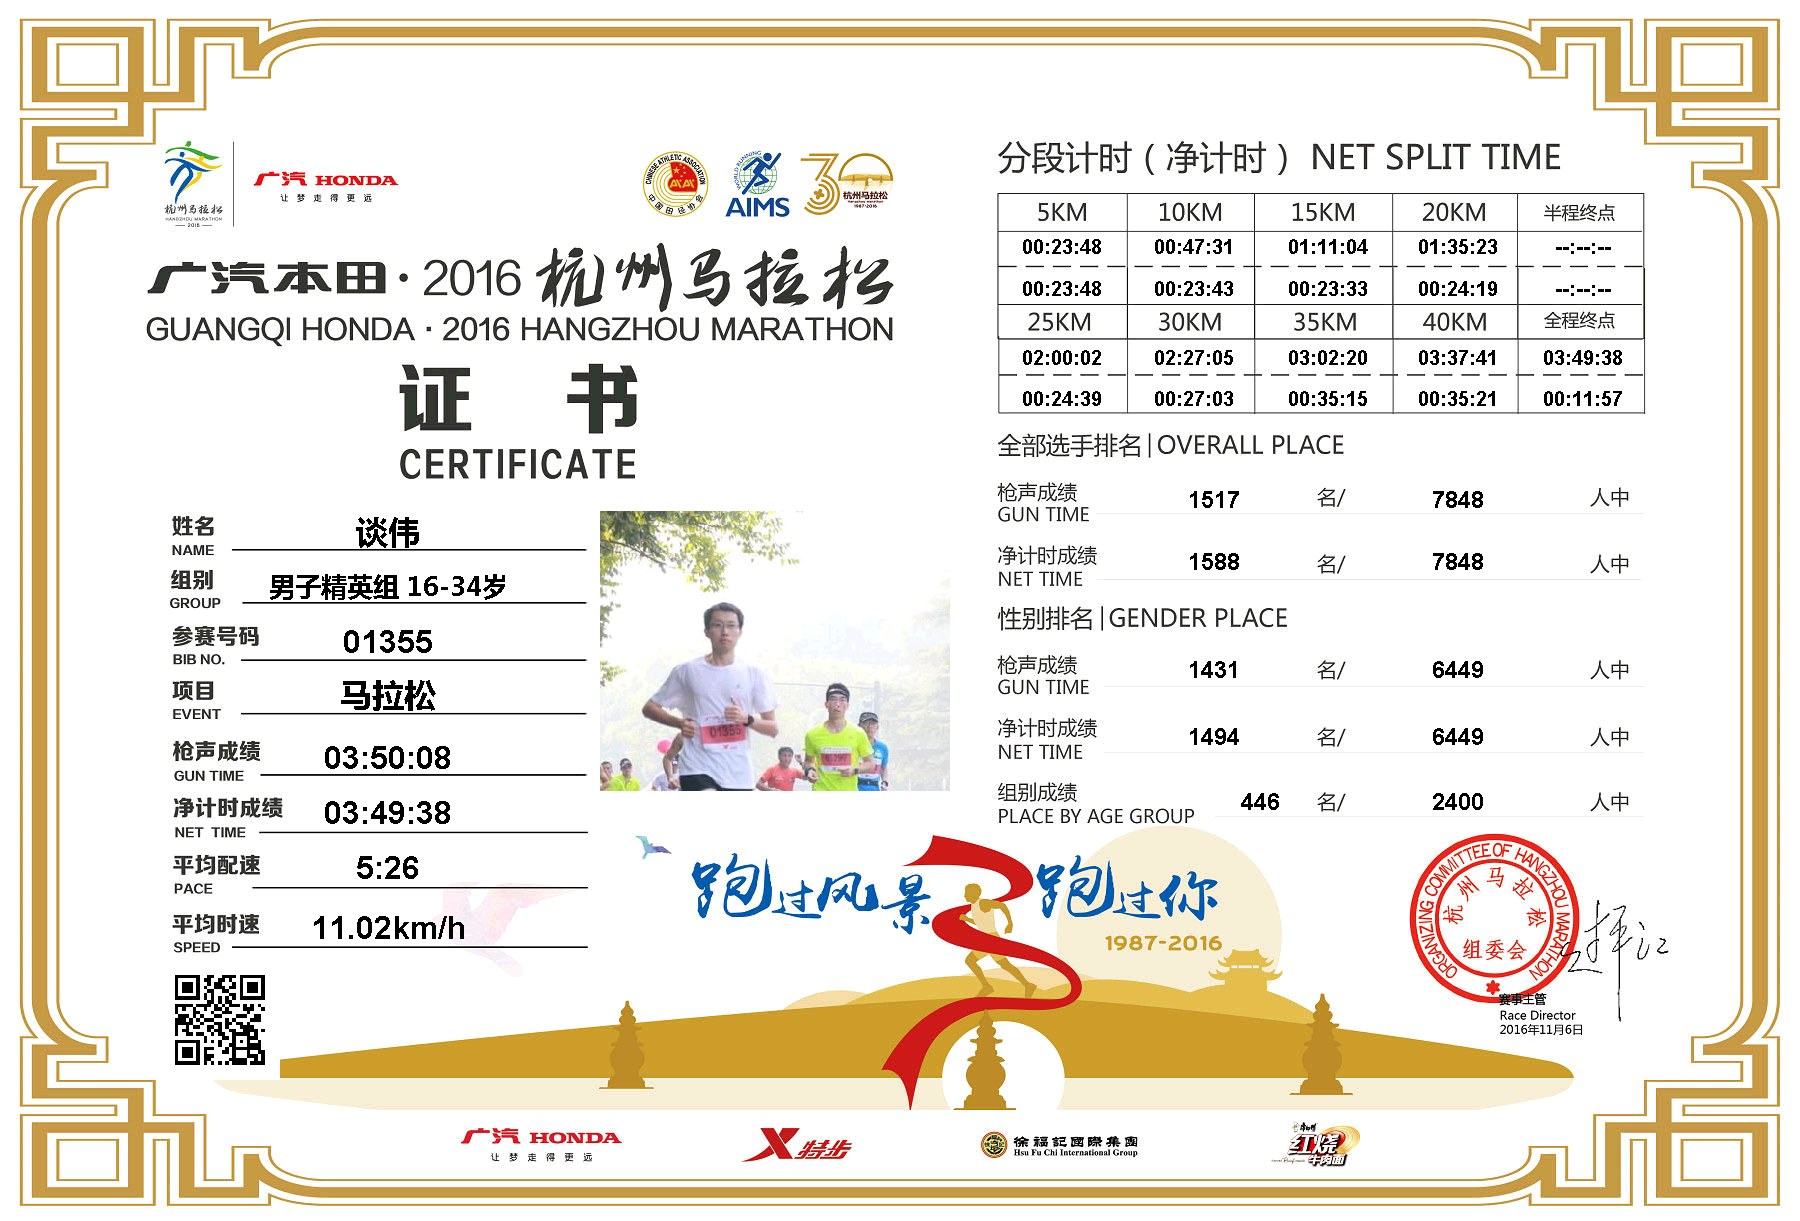 杭州马拉松
HANGZHOU MARATHON
2016
广汽 HONDA
让梦走得更远
CHINESE ATHLETIC ASSOCIATION
中国田径协会
WORLD RUNNING
AIMS
30
杭州马拉松
Hangzhou Marathon
1987-2016
广汽本田·2016杭州马拉松
GUANGQI HONDA · 2016 HANGZHOU MARATHON
证 书
CERTIFICATE
姓名
NAME
谈伟
组别
GROUP
男子精英组 16-34岁
参赛号码
BIB NO.
01355
项目
EVENT
马拉松
枪声成绩
GUN TIME
03:50:08
净计时成绩
NET TIME
03:49:38
平均配速
PACE
5:26
平均时速
SPEED
11.02km/h
01355
分段计时（净计时） NET SPLIT TIME
5KM 10KM 15KM 20KM 半程终点
00:23:48 00:47:31 01:11:04 01:35:23 --:--:--
00:23:48 00:23:43 00:23:33 00:24:19 --:--:--
25KM 30KM 35KM 40KM 全程终点
02:00:02 02:27:05 03:02:20 03:37:41 03:49:38
00:24:39 00:27:03 00:35:15 00:35:21 00:11:57
全部选手排名|OVERALL PLACE
枪声成绩
GUN TIME
1517 名/ 7848 人中
净计时成绩
NET TIME
1588 名/ 7848 人中
性别排名|GENDER PLACE
枪声成绩
GUN TIME
1431 名/ 6449 人中
净计时成绩
NET TIME
1494 名/ 6449 人中
组别成绩
PLACE BY AGE GROUP
446 名/ 2400 人中
跑过风景 跑过你
1987-2016
ORGANIZING COMMITTEE OF HANGZHOU MARATHON
杭州马拉松
组委会
赛事主管
Race Director
2016年11月6日
广汽 HONDA
让梦走得更远
X特步
徐福記国際集團
Hsu Fu Chi International Group
康师傅
红烧
牛肉面